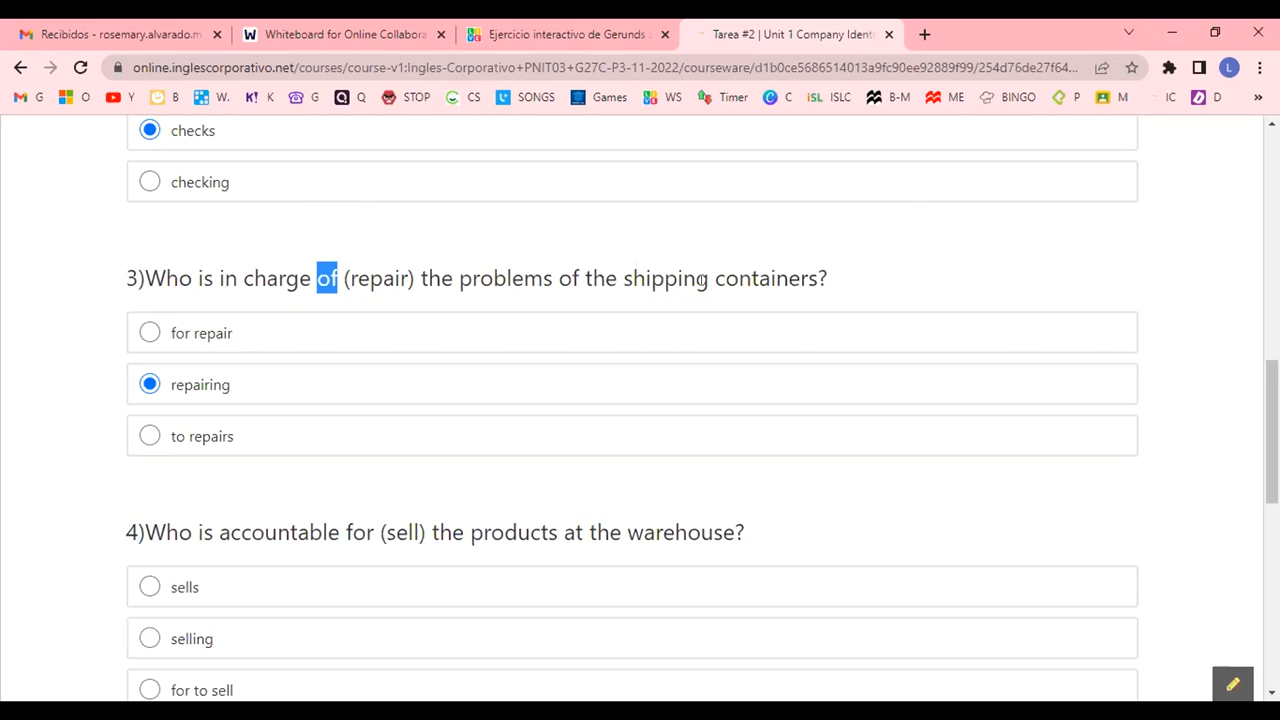 Recibidos - rosemary.alvarado.m
Whiteboard for Online Collabora
Ejercicio interactivo de Gerunds
Tarea #2 | Unit 1 Company Ident
online.inglescorporativo.net/courses/course-v1:Ingles-Corporativo+PNIT03+G27C-P3-11-2022/courseware/d1b0ce5686514013a9fc90ee92889f99/254d76de27f64...
L
G O Y B W. K G Q STOP CS SONGS Games WS Timer C ISLC B-M ME BINGO P M IC D »
checks
checking
3)Who is in charge of (repair) the problems of the shipping containers?
for repair
repairing
to repairs
4)Who is accountable for (sell) the products at the warehouse?
sells
selling
for to sell